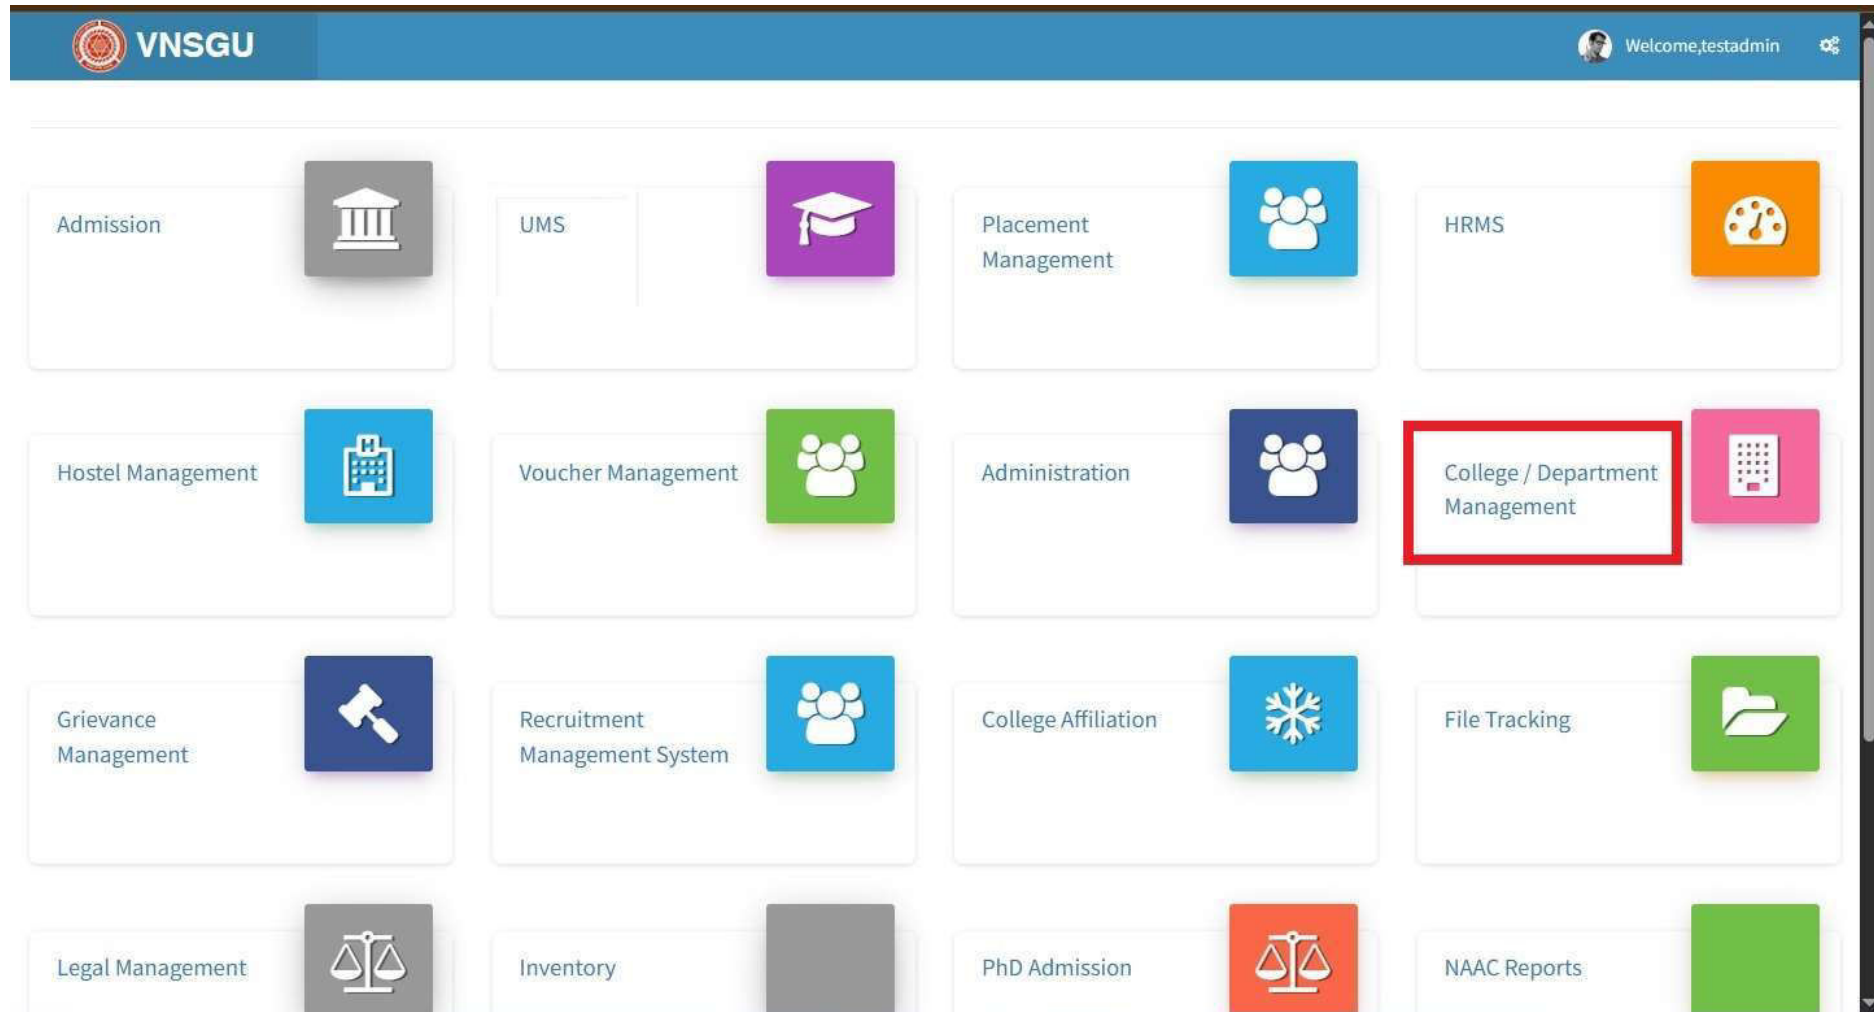 VNSGU
Welcome,testadmin
Admission
UMS
Placement
Management
HRMS
Hostel Management
Voucher Management
Administration
College / Department
Management
Grievance
Management
Recruitment
Management System
College Affiliation
File Tracking
Legal Management
Inventory
PhD Admission
NAAC Reports